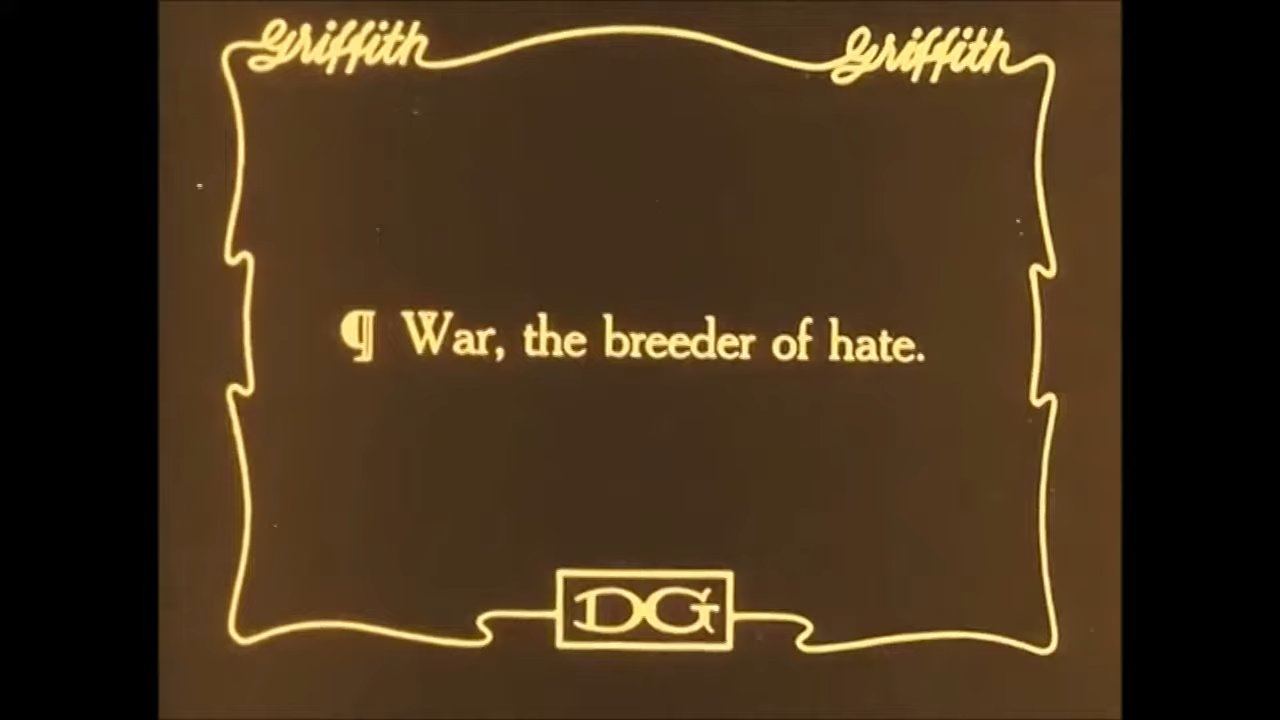 Griffith Griffith
¶ War, the breeder of hate.
DG